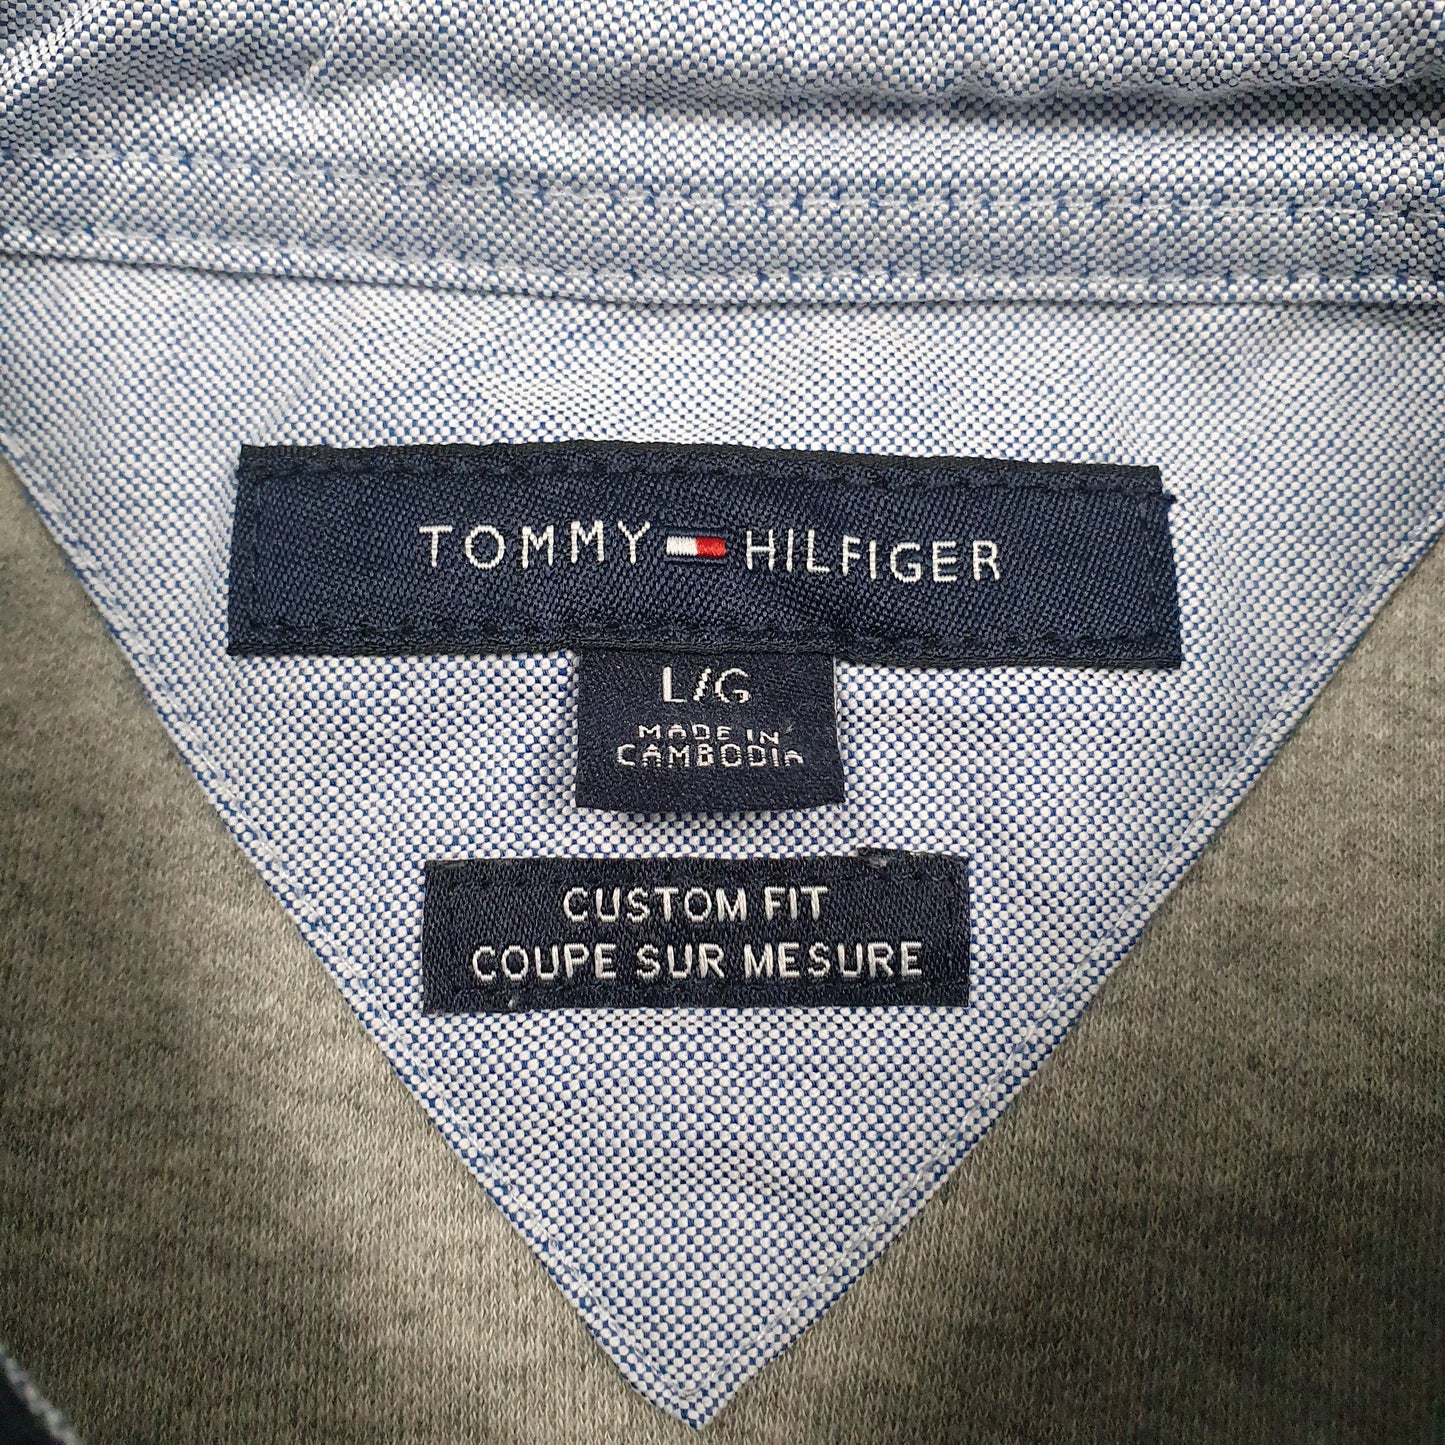 TOMMY HILFIGER
L/G
MADE IN
CAMBODIA
CUSTOM FIT
COUPE SUR MESURE